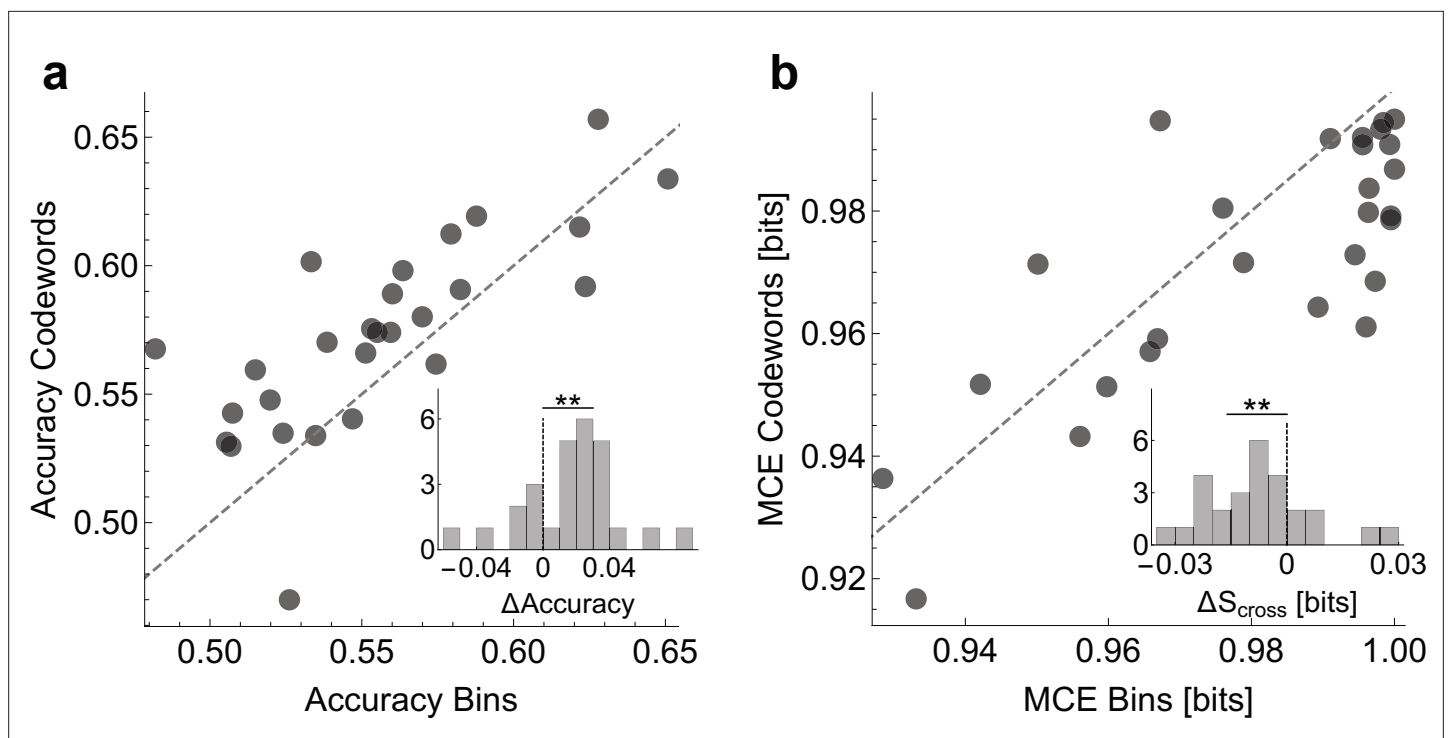 a
Accuracy Codewords
0.65
0.60
0.55
0.50
0.50 0.55 0.60 0.65
Accuracy Bins
**
6
3
0
−0.04 0 0.04
ΔAccuracy
b
MCE Codewords [bits]
0.98
0.96
0.94
0.92
0.94 0.96 0.98 1.00
MCE Bins [bits]
**
6
3
0
−0.03 0 0.03
ΔScross [bits]